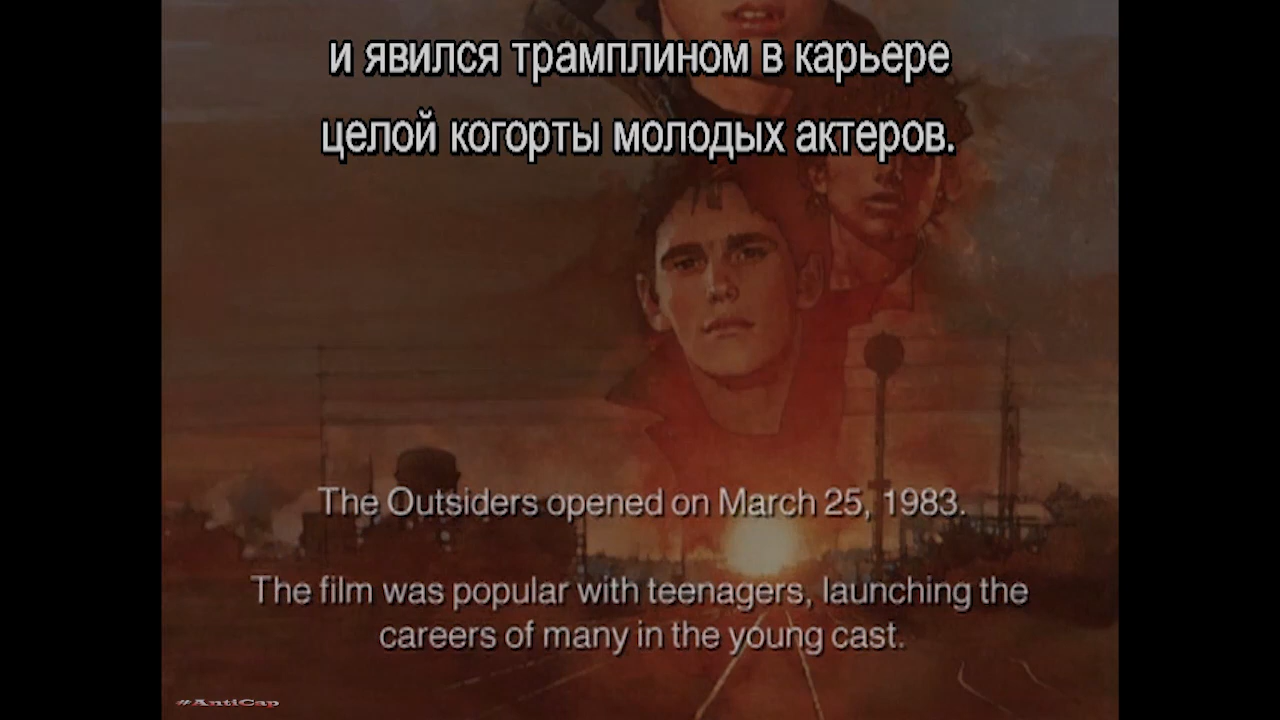 и явился трамплином в карьере
целой когорты молодых актеров.
The Outsiders opened on March 25, 1983.
The film was popular with teenagers, launching the
careers of many in the young cast.
#AntiCap